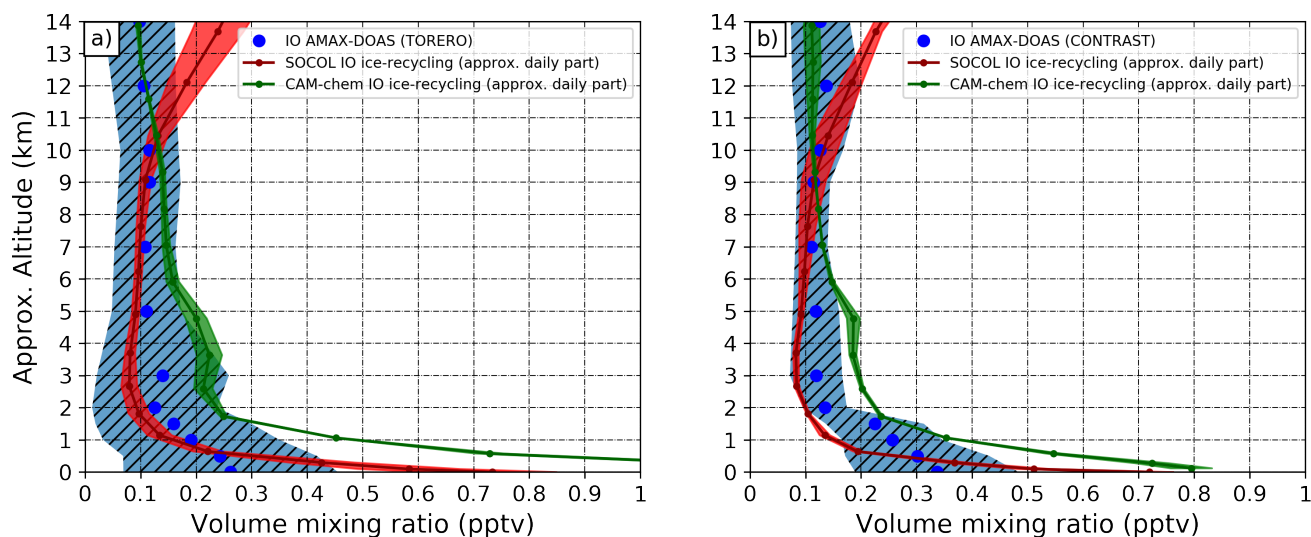 a)
IO AMAX-DOAS (TORERO)
SOCOL IO ice-recycling (approx. daily part)
CAM-chem IO ice-recycling (approx. daily part)
Approx. Altitude (km)
14
13
12
11
10
9
8
7
6
5
4
3
2
1
0
0 0.1 0.2 0.3 0.4 0.5 0.6 0.7 0.8 0.9 1
Volume mixing ratio (pptv)
b)
IO AMAX-DOAS (CONTRAST)
SOCOL IO ice-recycling (approx. daily part)
CAM-chem IO ice-recycling (approx. daily part)
14
13
12
11
10
9
8
7
6
5
4
3
2
1
0
0 0.1 0.2 0.3 0.4 0.5 0.6 0.7 0.8 0.9 1
Volume mixing ratio (pptv)